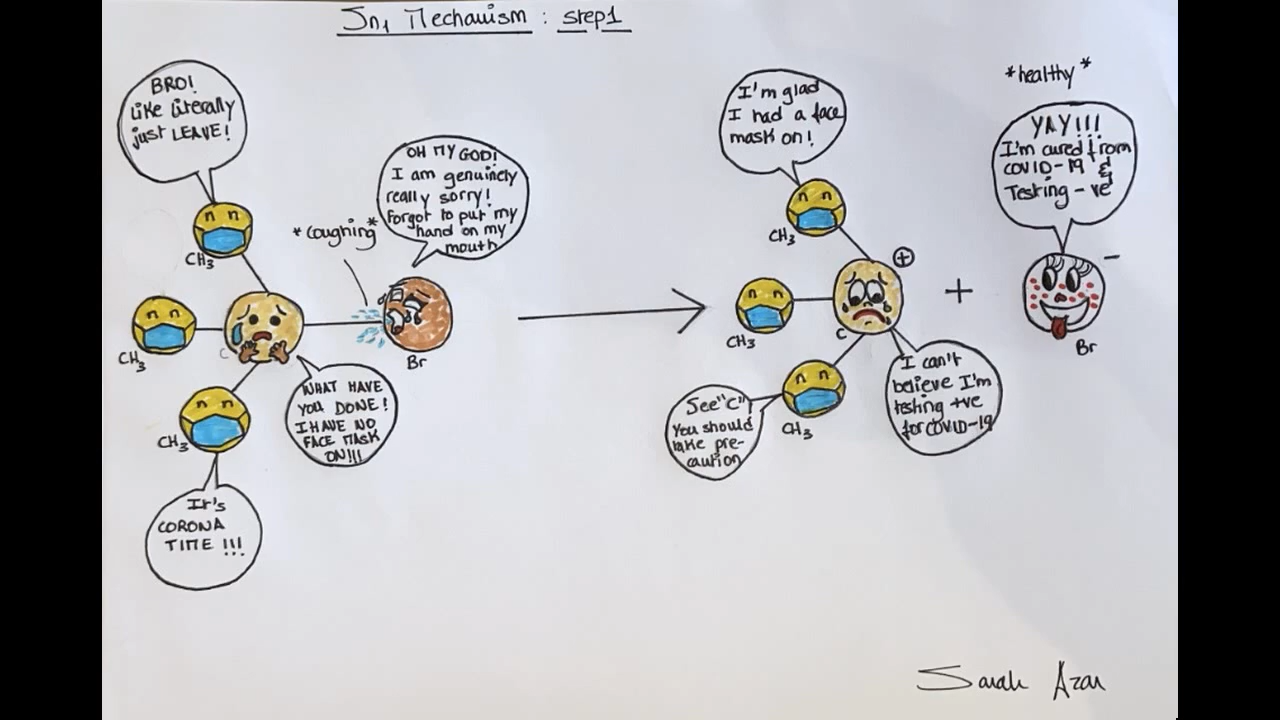 Sn1 Mechanism : step1
BRO!
Like Literally
just LEAVE!
CH3
CH3
CH3
C
*coughing*
OH MY GOD!
I am genuinely
really sorry!
Forgot to put my
hand on my
mouth
Br
WHAT HAVE
YOU DONE!
I HAVE NO
FACE MASK
ON!!!
It's
CORONA
TIME !!!
I'm glad
I had a face
mask on!
CH3
CH3
CH3
C
+
See "C"
You should
take pre-
caution
I can't
believe I'm
testing +ve
for COVID-19
+
*healthy*
YAY!!!
I'm cured from
COVID-19 &
Testing -ve
-
Br
Sarah Azar